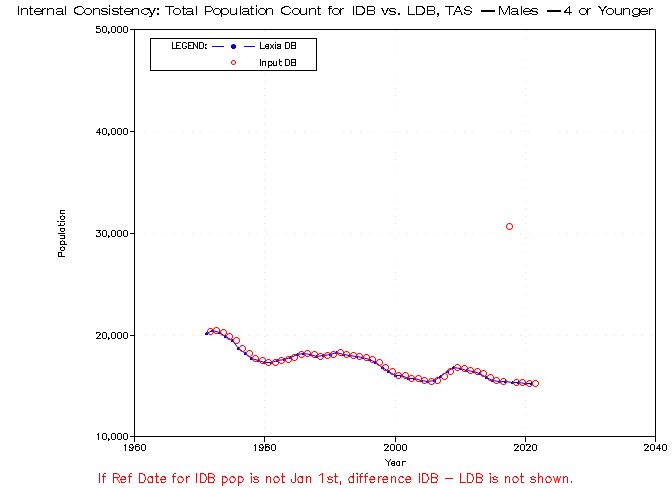 Internal Consistency: Total Population Count for IDB vs. LDB, TAS —Males —4 or Younger
50,000
LEGEND: Lexis DB
Input DB
40,000
Population
30,000
20,000
10,000
1960 1980 2000 2020 2040
Year
If Ref Date for IDB pop is not Jan 1st, difference IDB – LDB is not shown.